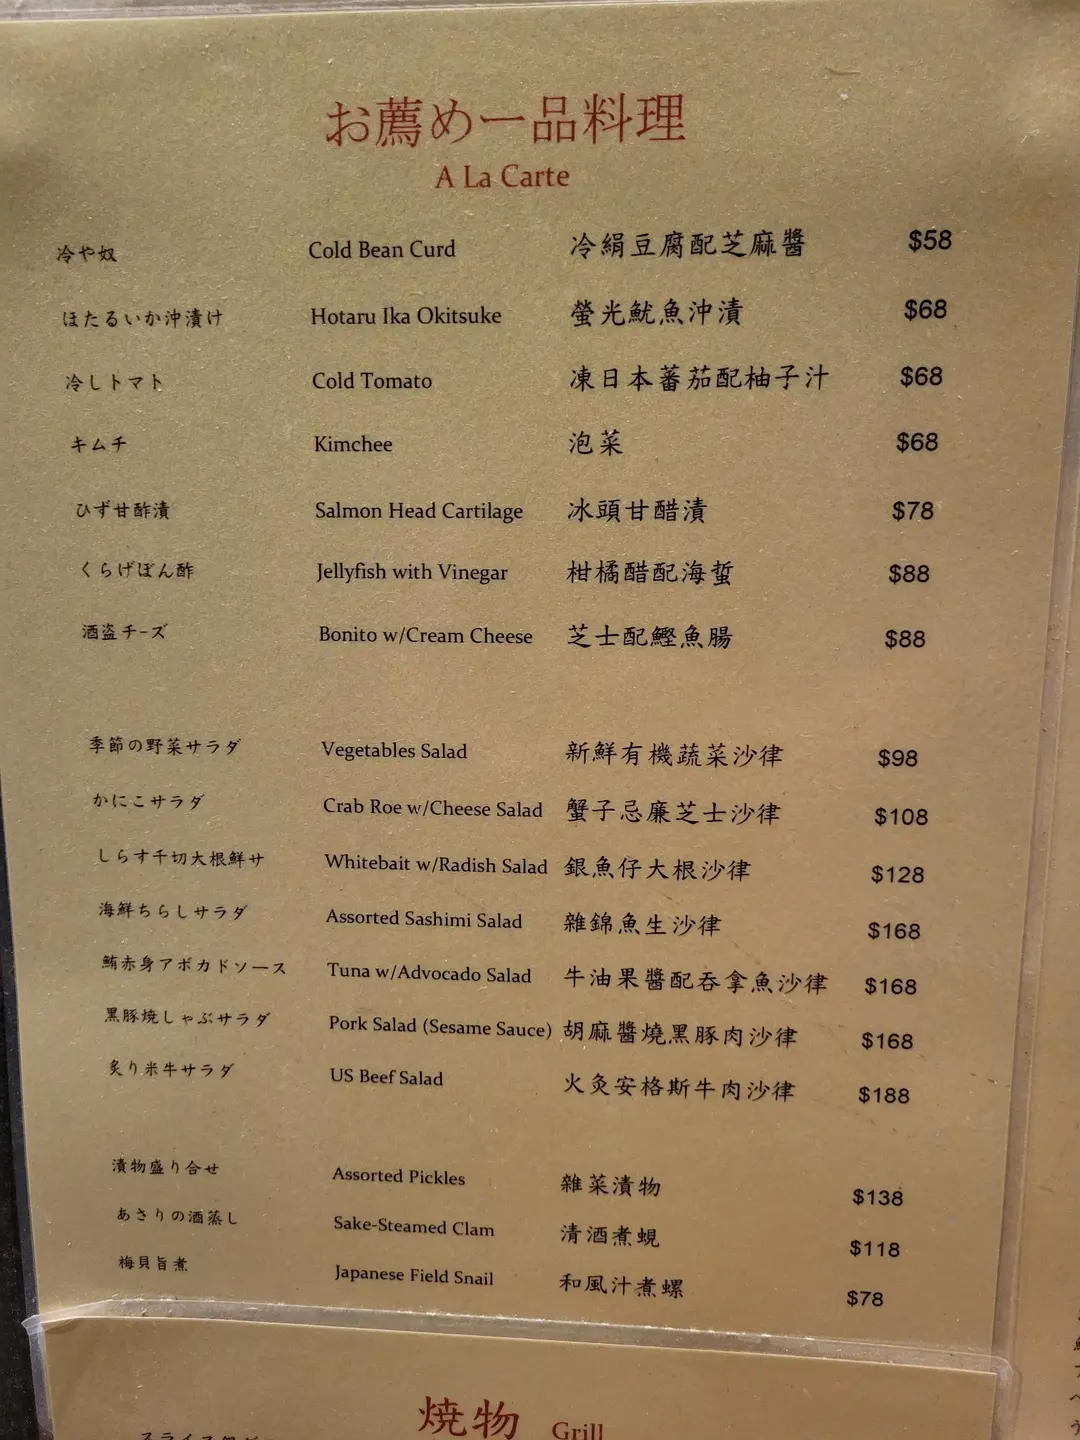 お薦め一品料理
A La Carte
冷や奴 Cold Bean Curd 冷絹豆腐配芝麻醬 $58
ほたるいか沖漬け Hotaru Ika Okitsuke 螢光魷魚沖漬 $68
冷しトマト Cold Tomato 凍日本蕃茄配柚子汁 $68
キムチ Kimchee 泡菜 $68
ひず甘酢漬 Salmon Head Cartilage 冰頭甘醋漬 $78
くらげぽん酢 Jellyfish with Vinegar 柑橘醋配海蜇 $88
酒盗チーズ Bonito w/Cream Cheese 芝士配鰹魚腸 $88
季節の野菜サラダ Vegetables Salad 新鮮有機蔬菜沙律 $98
かにこサラダ Crab Roe w/Cheese Salad 蟹子忌廉芝士沙律 $108
しらす千切大根鮮サ Whitebait w/Radish Salad 銀魚仔大根沙律 $128
海鮮ちらしサラダ Assorted Sashimi Salad 雜錦魚生沙律 $168
鮪赤身アボカドソース Tuna w/Advocado Salad 牛油果醬配吞拿魚沙律 $168
黒豚焼しゃぶサラダ Pork Salad (Sesame Sauce) 胡麻醬燒黑豚肉沙律 $168
炙り米牛サラダ US Beef Salad 火灸安格斯牛肉沙律 $188
漬物盛り合せ Assorted Pickles 雜菜漬物 $138
あさりの酒蒸し Sake-Steamed Clam 清酒煮蜆 $118
梅貝旨煮 Japanese Field Snail 和風汁煮螺 $78
焼物 Grill